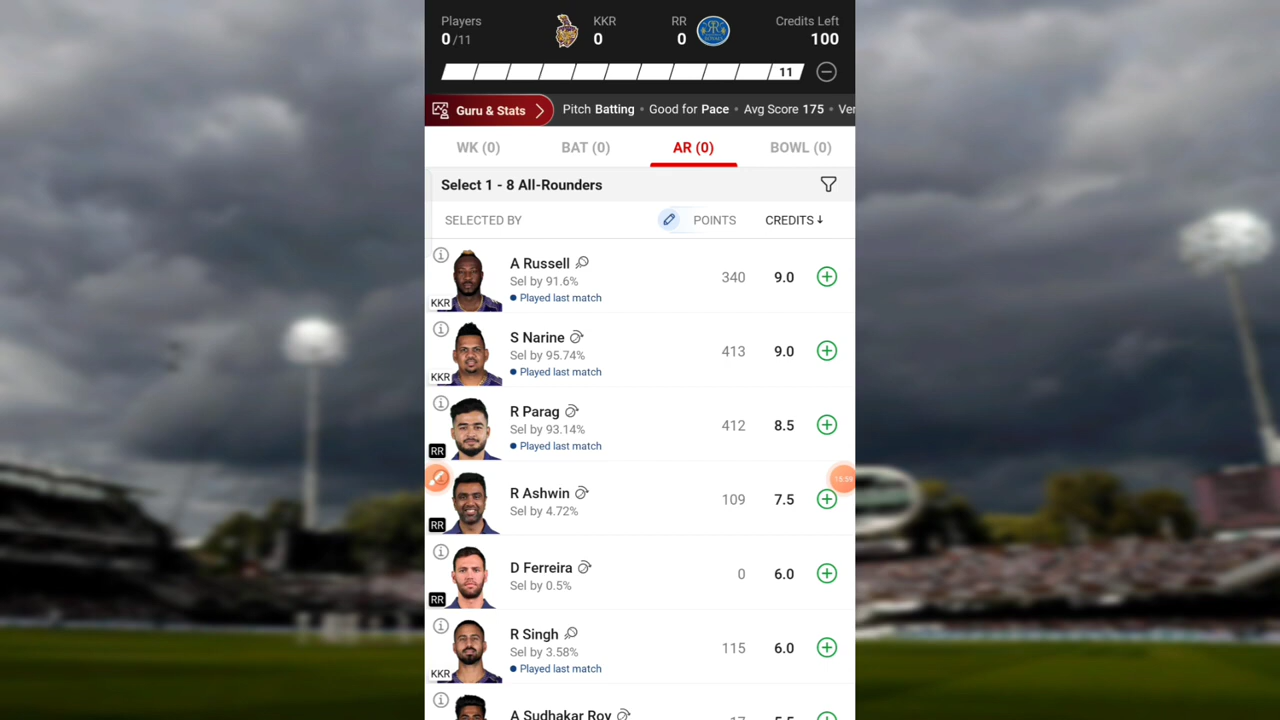 Players
0/11
KKR
0
RR
0
Credits Left
100
11
Guru & Stats
Pitch Batting • Good for Pace • Avg Score 175 • Ver
WK (0)
BAT (0)
AR (0)
BOWL (0)
Select 1 - 8 All-Rounders
SELECTED BY
POINTS
CREDITS↓
A Russell
Sel by 91.6%
Played last match
KKR
340
9.0
S Narine
Sel by 95.74%
Played last match
KKR
413
9.0
R Parag
Sel by 93.14%
Played last match
RR
412
8.5
R Ashwin
Sel by 4.72%
RR
109
7.5
15:59
D Ferreira
Sel by 0.5%
RR
0
6.0
R Singh
Sel by 3.58%
Played last match
KKR
115
6.0
A Sudhakar Roy
17
5.5